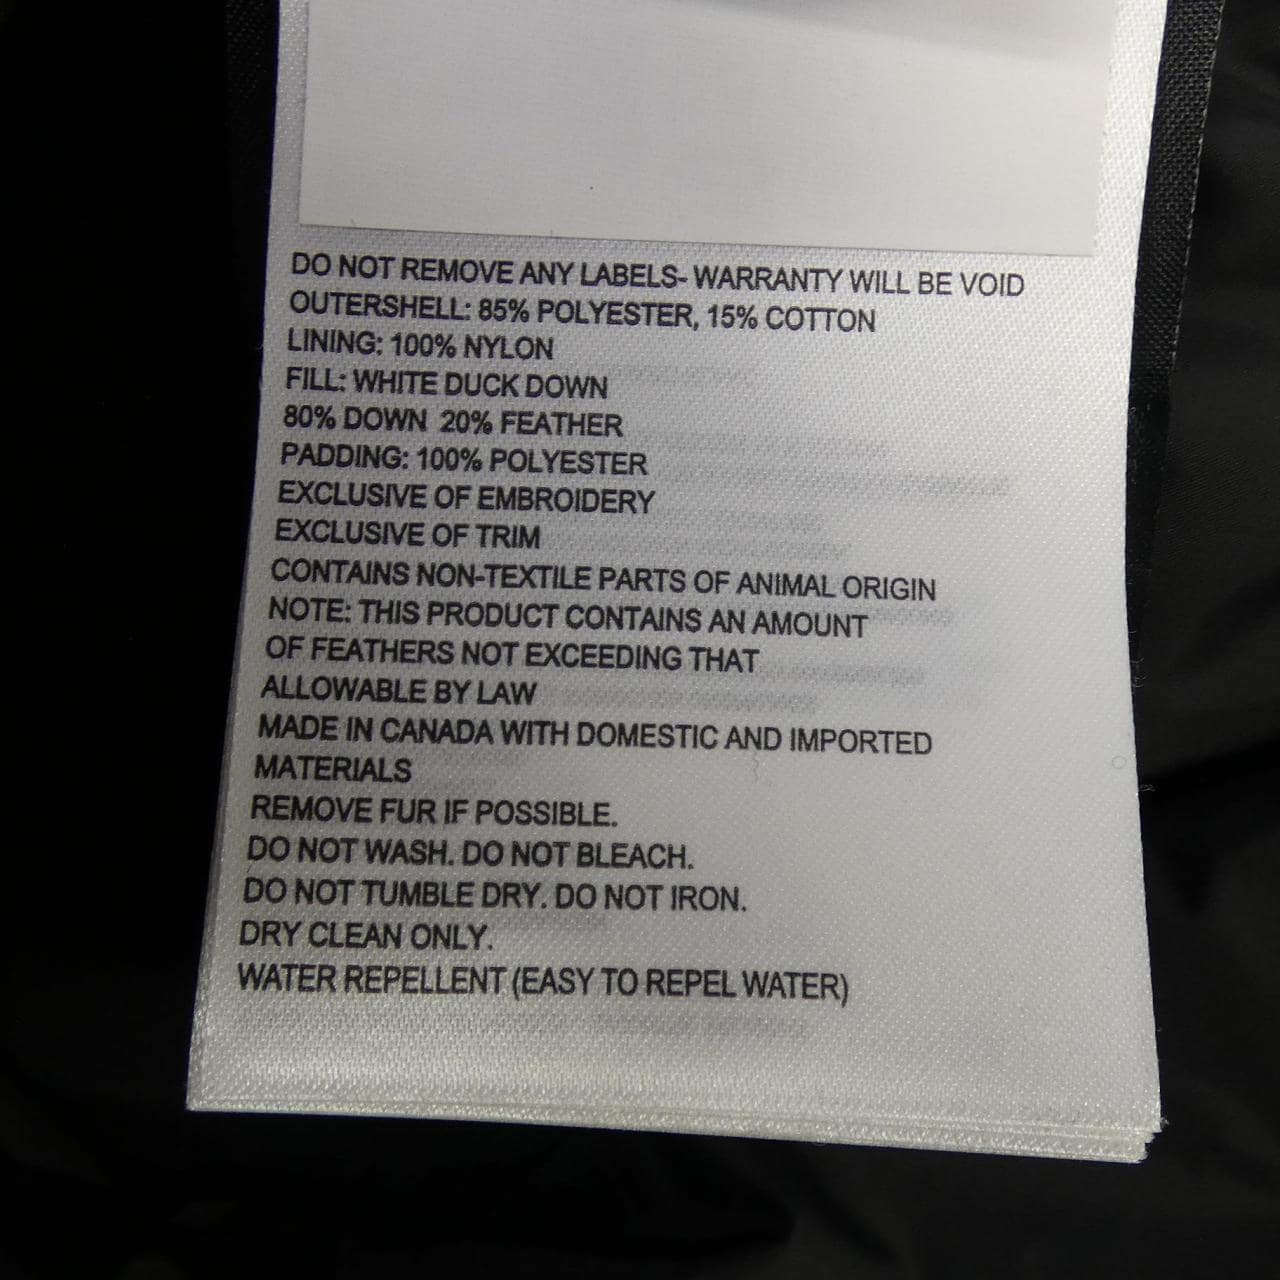 DO NOT REMOVE ANY LABELS- WARRANTY WILL BE VOID
OUTERSHELL: 85% POLYESTER, 15% COTTON
LINING: 100% NYLON
FILL: WHITE DUCK DOWN
80% DOWN 20% FEATHER
PADDING: 100% POLYESTER
EXCLUSIVE OF EMBROIDERY
EXCLUSIVE OF TRIM
CONTAINS NON-TEXTILE PARTS OF ANIMAL ORIGIN
NOTE: THIS PRODUCT CONTAINS AN AMOUNT
OF FEATHERS NOT EXCEEDING THAT
ALLOWABLE BY LAW
MADE IN CANADA WITH DOMESTIC AND IMPORTED
MATERIALS
REMOVE FUR IF POSSIBLE.
DO NOT WASH. DO NOT BLEACH.
DO NOT TUMBLE DRY. DO NOT IRON.
DRY CLEAN ONLY.
WATER REPELLENT (EASY TO REPEL WATER)